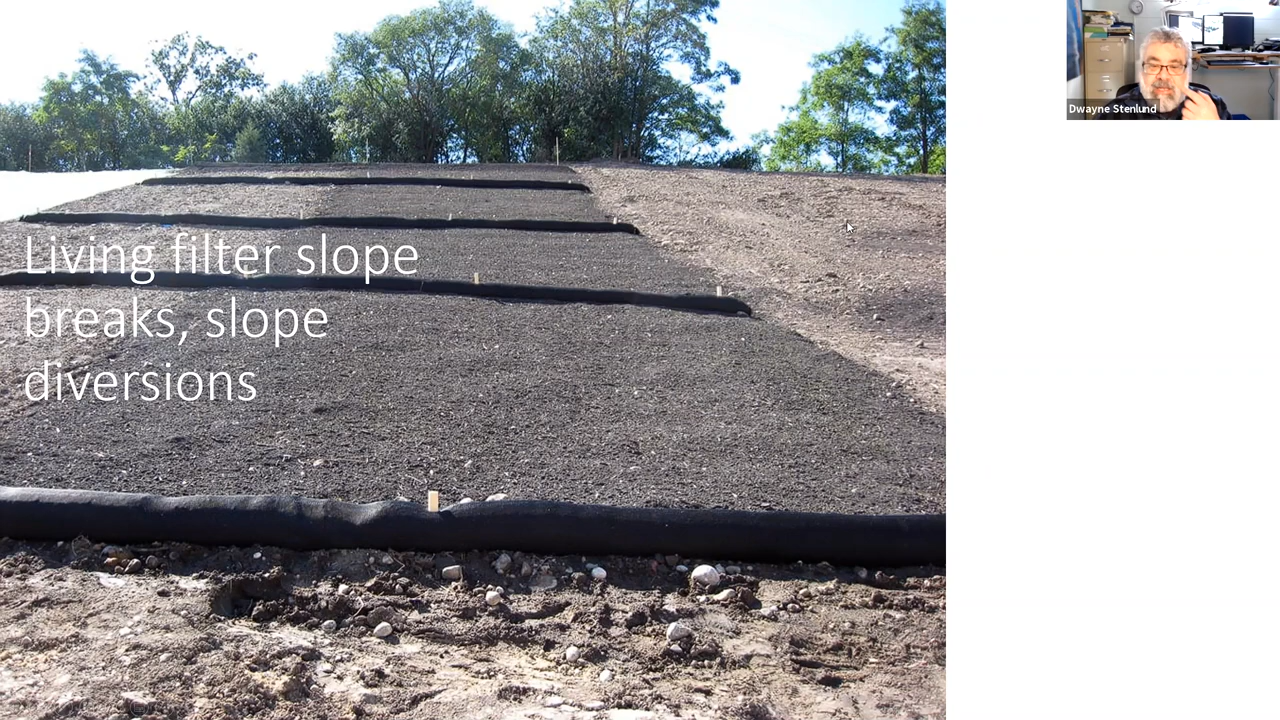 Dwayne Stenlund
Living filter slope
breaks, slope
diversions